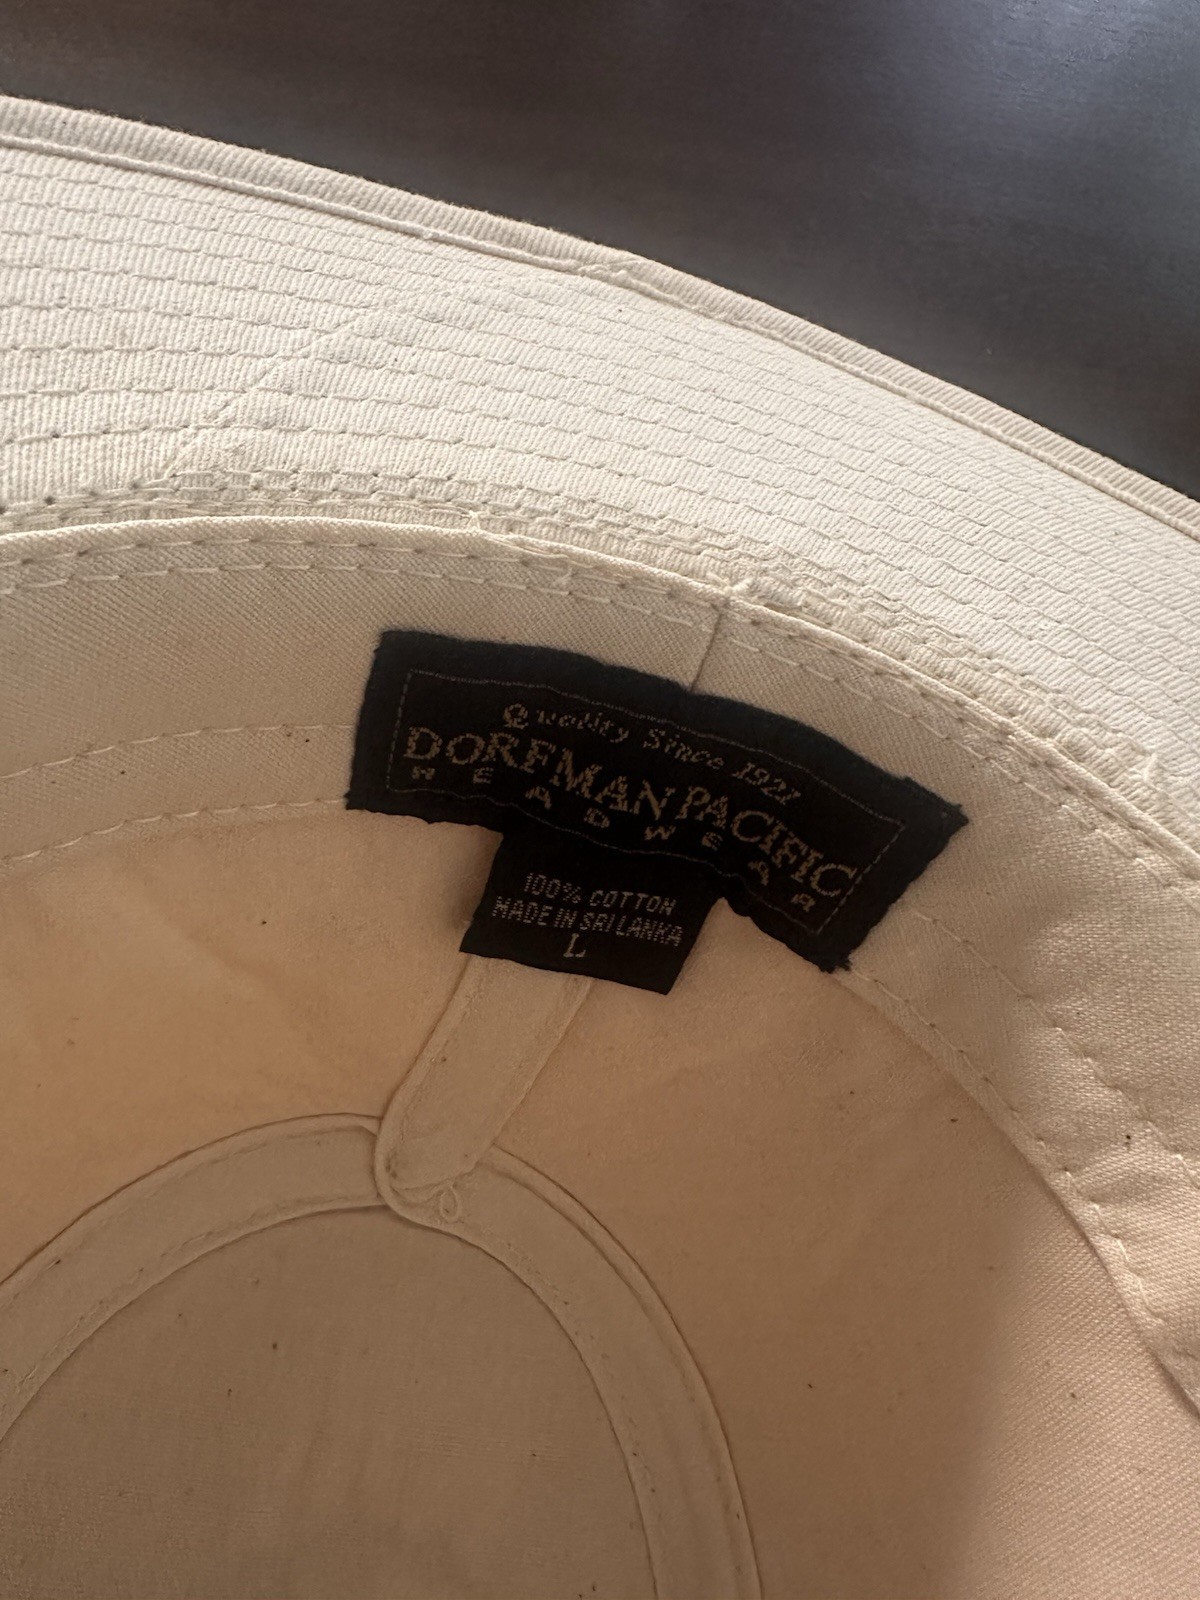 Quality Since 1921
DORFMAN PACIFIC
HEADWEAR
100% COTTON
MADE IN SRI LANKA
L